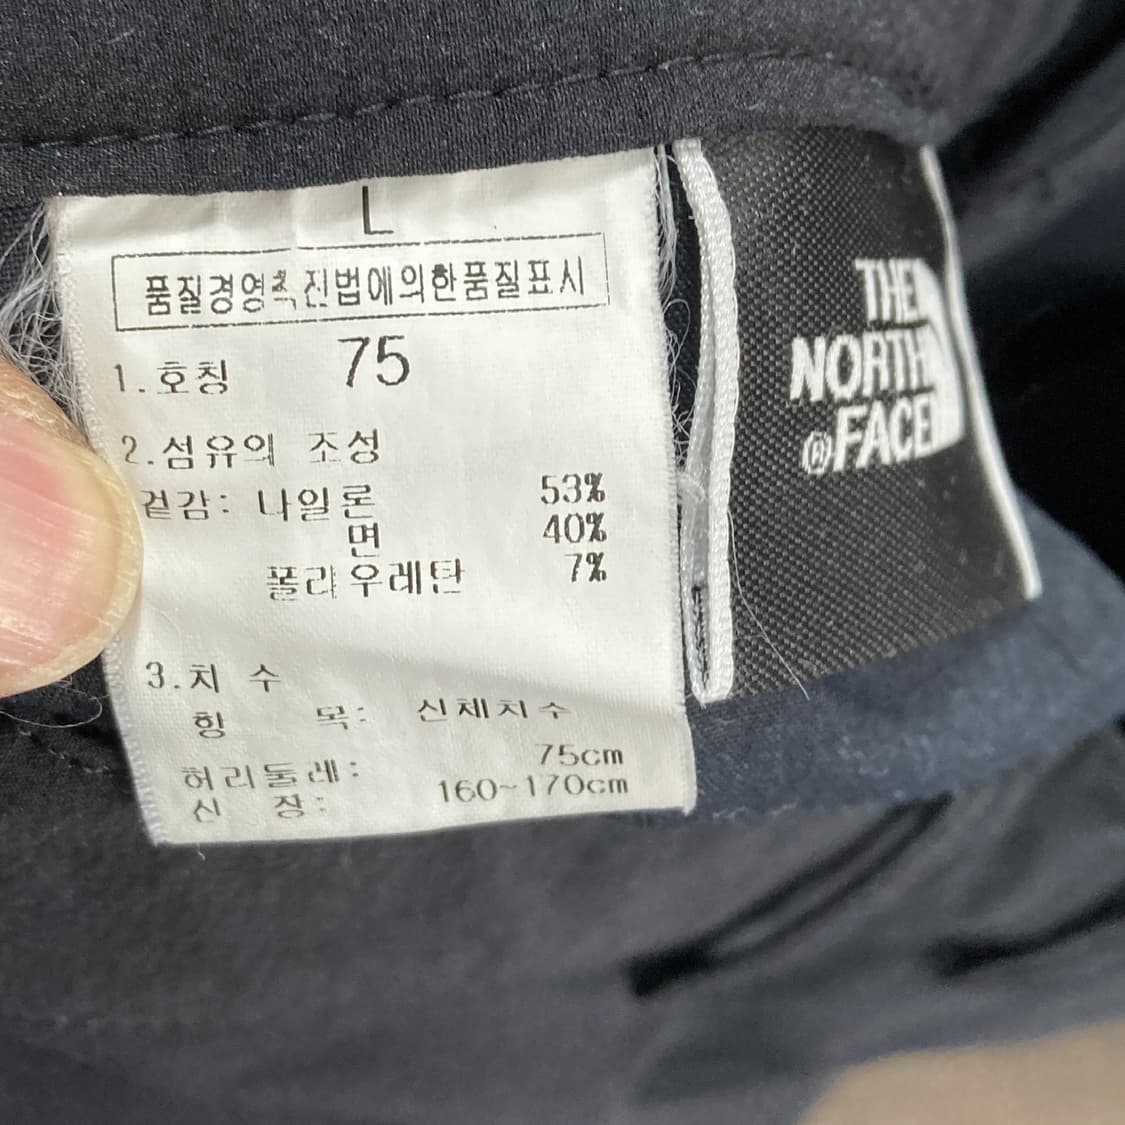 L
품질경영촉진법에의한품질표시
1.호칭 75
2.섬유의 조성
겉감: 나일론 53%
면 40%
폴리우레탄 7%
3.치 수
항 목: 신체치수
허리둘레: 75cm
신 장: 160~170cm
THE
NORTH
®FACE